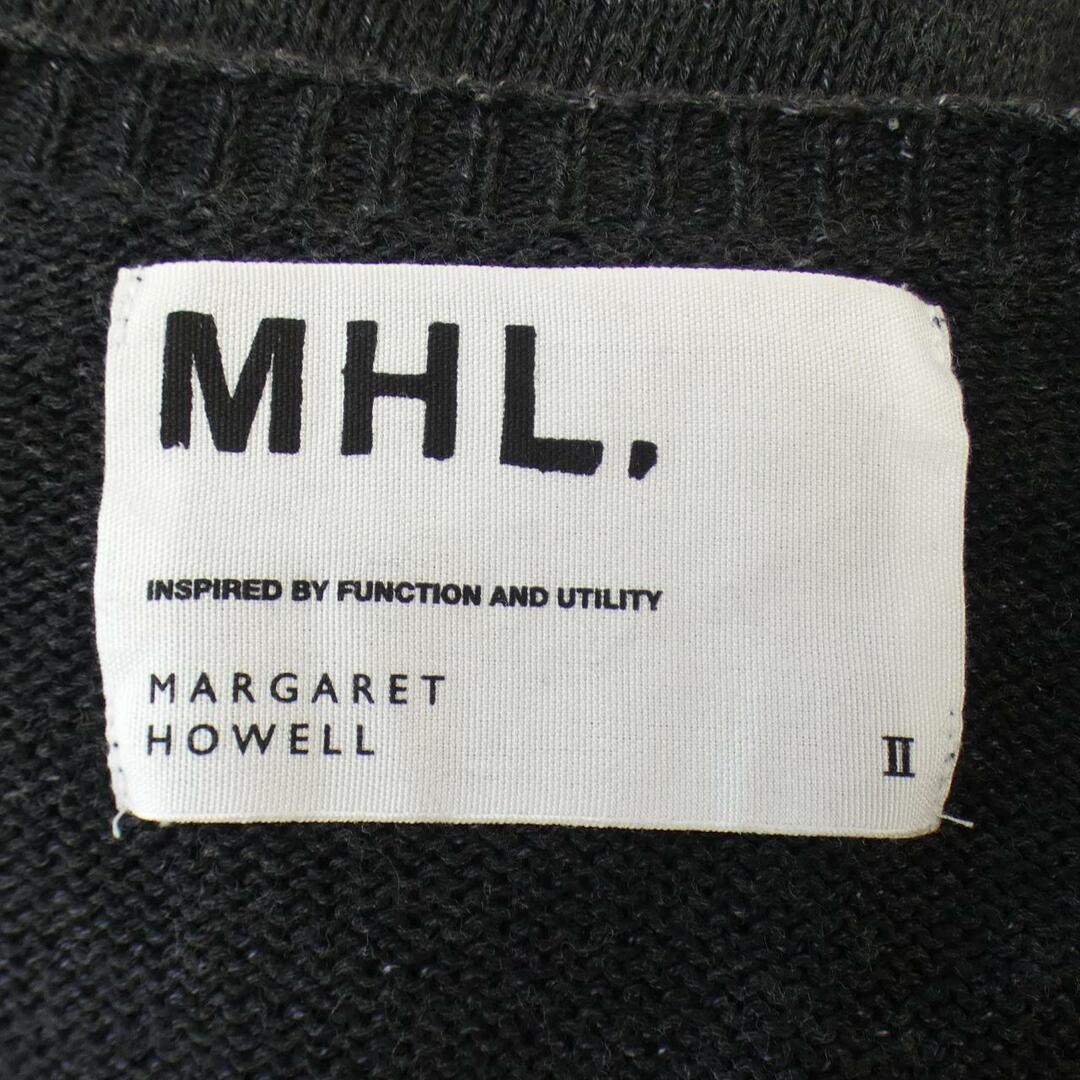 MHL,
INSPIRED BY FUNCTION AND UTILITY
MARGARET
HOWELL
II